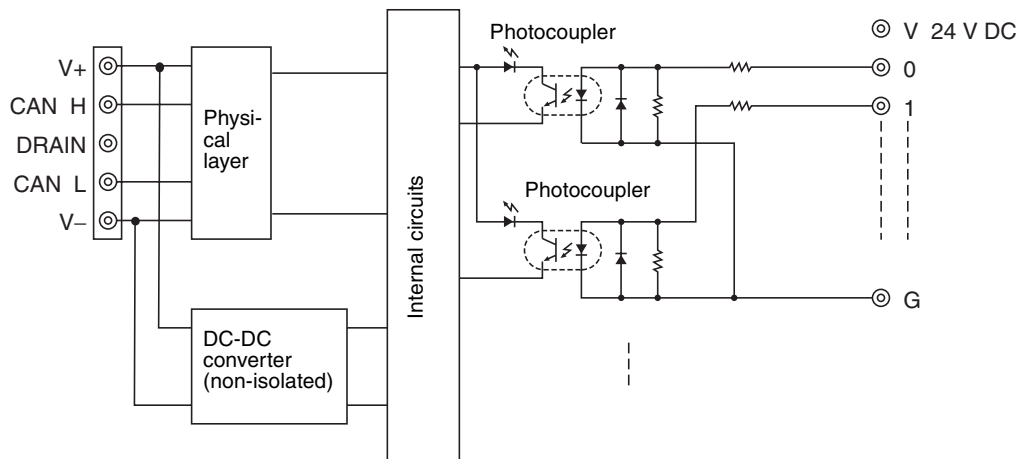 V+
CAN H
DRAIN
CAN L
V–
Physi-
cal
layer
DC-DC
converter
(non-isolated)
Internal circuits
Photocoupler
Photocoupler
V 24 V DC
0
1
G